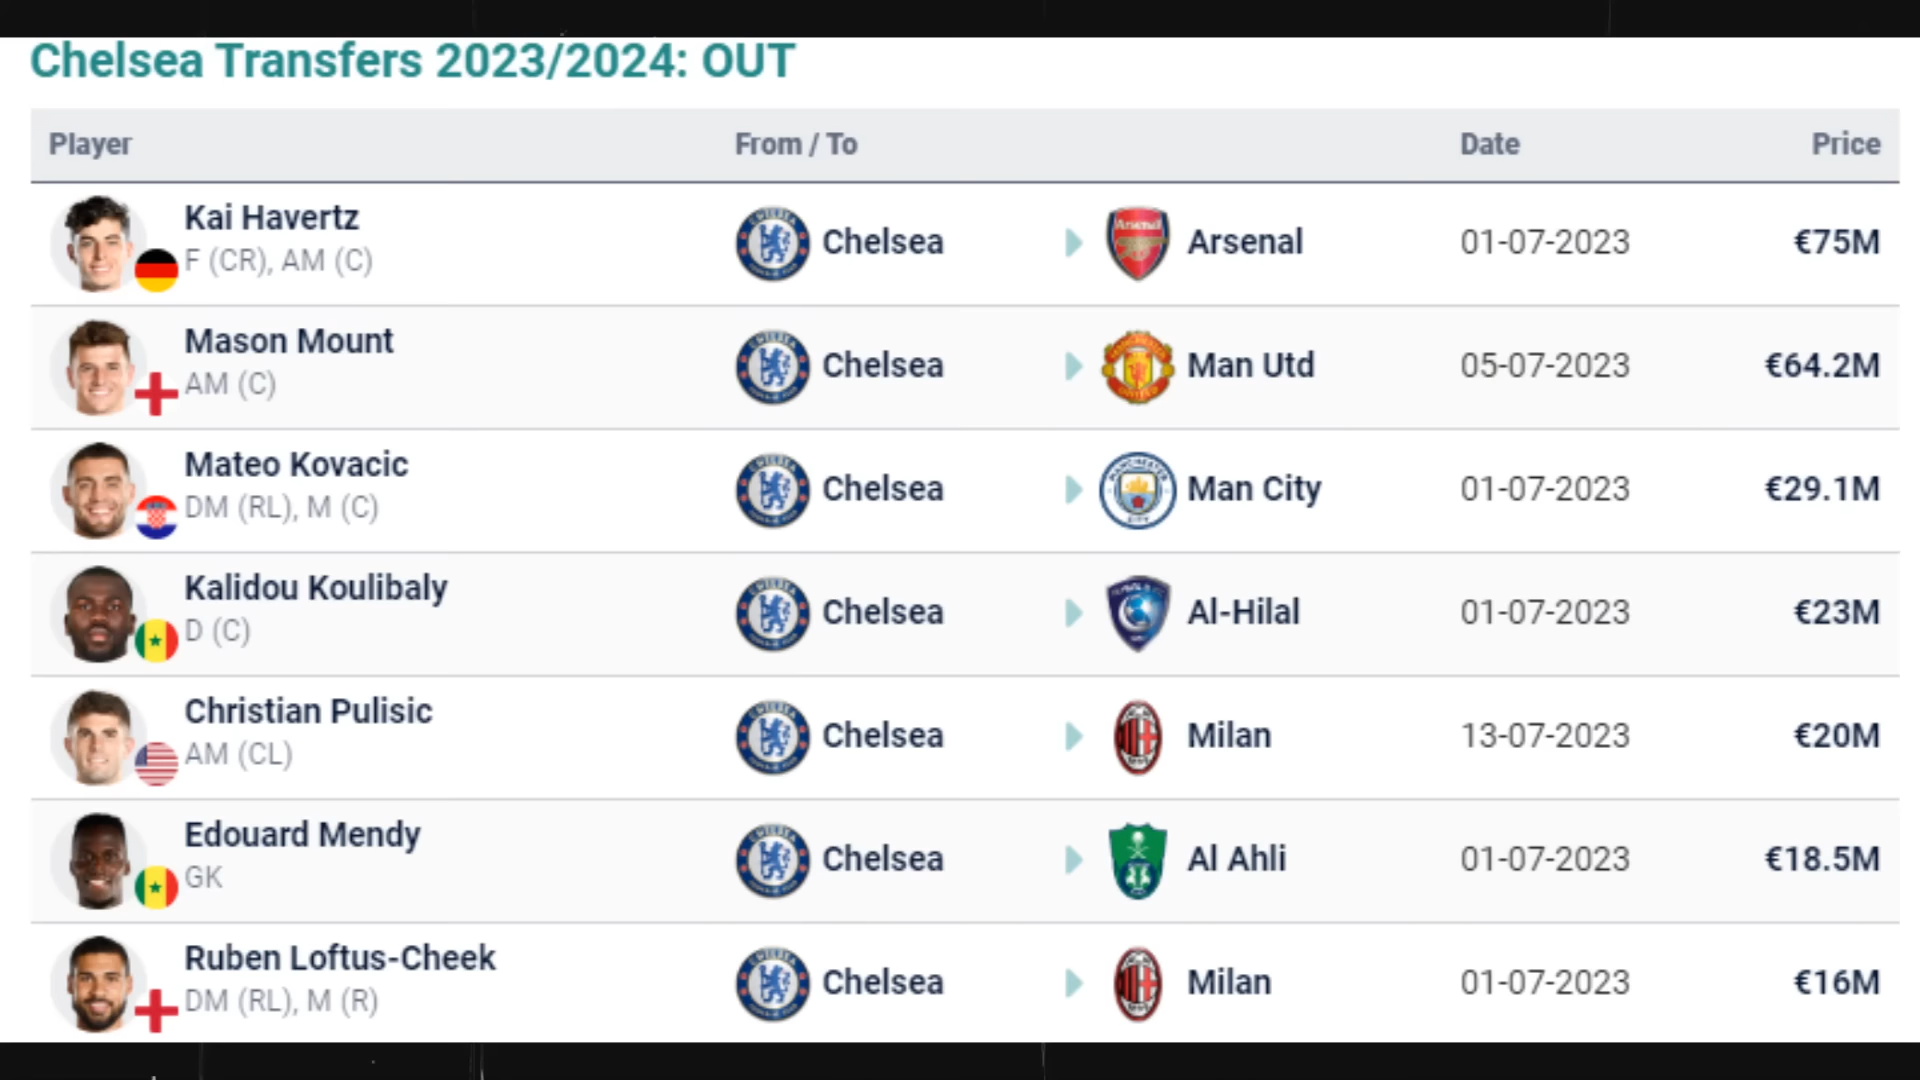 Chelsea Transfers 2023/2024: OUT
Player From / To Date Price
Kai Havertz
F (CR), AM (C)
Chelsea Arsenal 01-07-2023 €75M
Mason Mount
AM (C)
Chelsea Man Utd 05-07-2023 €64.2M
Mateo Kovacic
DM (RL), M (C)
Chelsea Man City 01-07-2023 €29.1M
Kalidou Koulibaly
D (C)
Chelsea Al-Hilal 01-07-2023 €23M
Christian Pulisic
AM (CL)
Chelsea Milan 13-07-2023 €20M
Edouard Mendy
GK
Chelsea Al Ahli 01-07-2023 €18.5M
Ruben Loftus-Cheek
DM (RL), M (R)
Chelsea Milan 01-07-2023 €16M